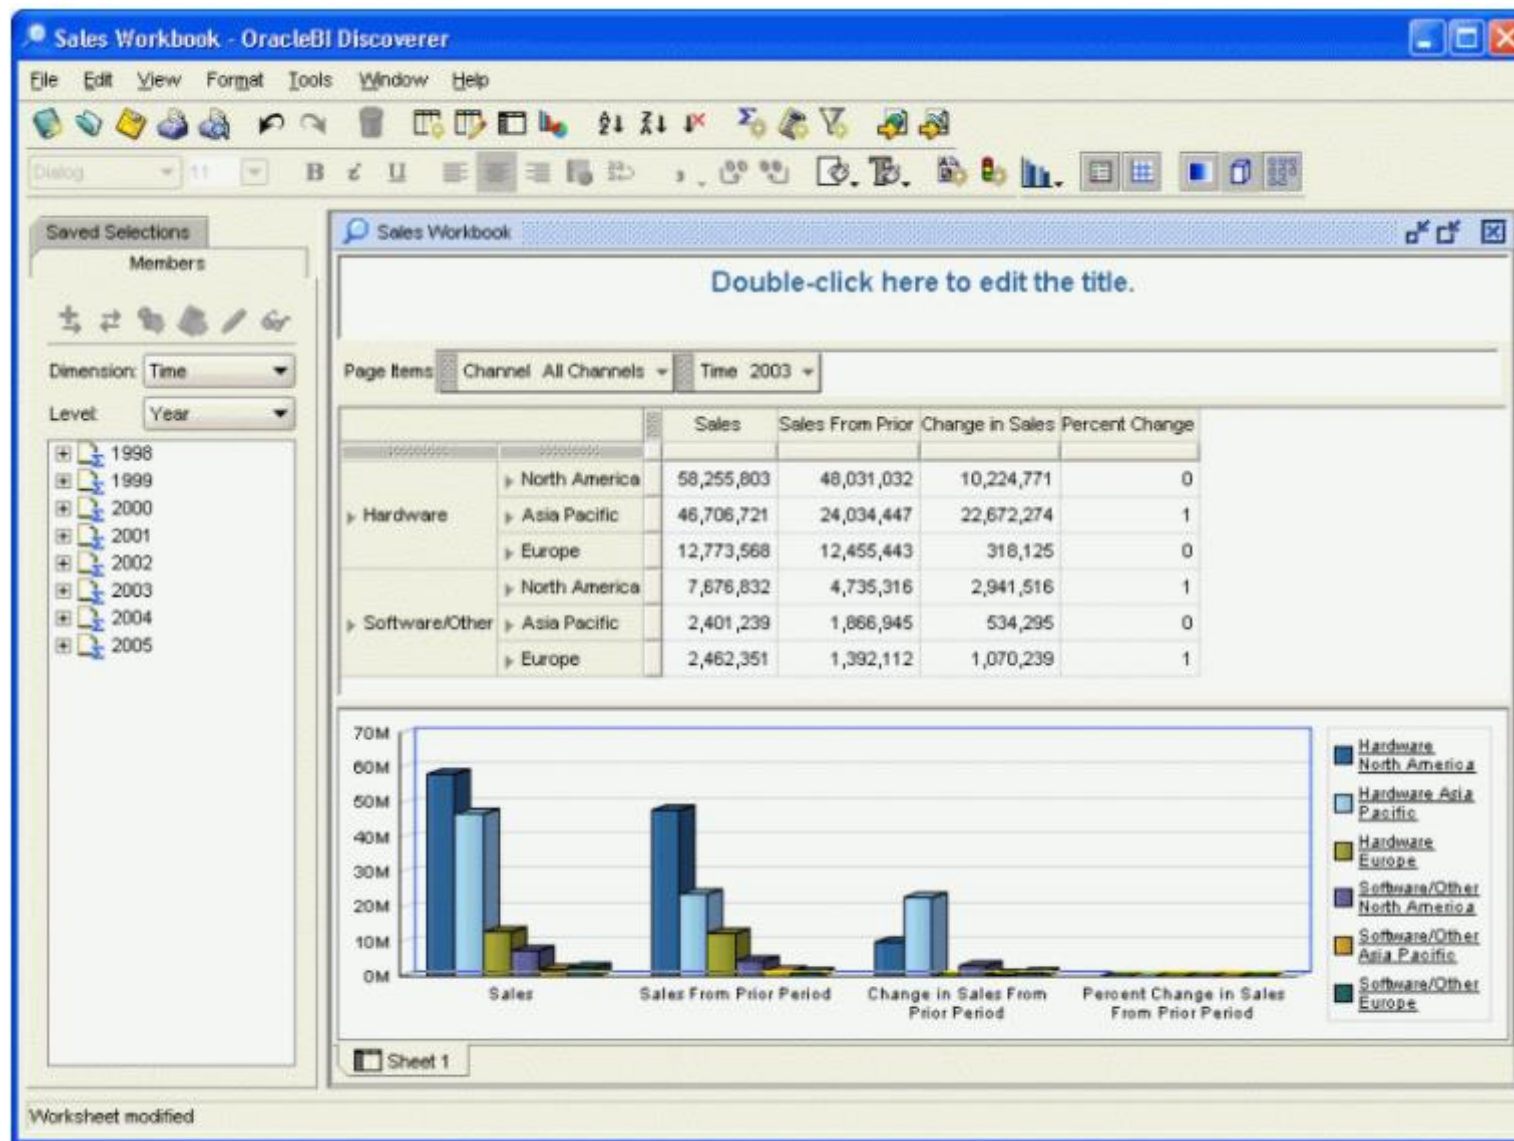 Sales Workbook - OracleBI Discoverer
File Edit View Format Tools Window Help
Dialog 11 B i U
Saved Selections
Members
Dimension: Time
Level: Year
1998
1999
2000
2001
2002
2003
2004
2005
Sales Workbook
Double-click here to edit the title.
Page Items Channel All Channels Time 2003
Sales Sales From Prior Change in Sales Percent Change
Hardware
North America 58,255,803 48,031,032 10,224,771 0
Asia Pacific 46,706,721 24,034,447 22,672,274 1
Europe 12,773,568 12,455,443 318,125 0
Software/Other
North America 7,676,832 4,735,316 2,941,516 1
Asia Pacific 2,401,239 1,866,945 534,295 0
Europe 2,462,351 1,392,112 1,070,239 1
70M
60M
50M
40M
30M
20M
10M
0M
Sales
Sales From Prior Period
Change in Sales From
Prior Period
Percent Change in Sales
From Prior Period
Hardware
North America
Hardware Asia
Pacific
Hardware
Europe
Software/Other
North America
Software/Other
Asia Pacific
Software/Other
Europe
Sheet 1
Worksheet modified